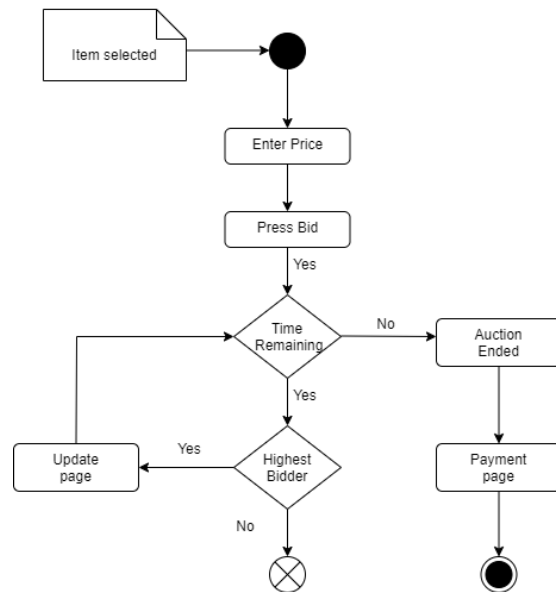 Item selected
Enter Price
Press Bid
Yes
Time
Remaining
No
Auction
Ended
Yes
Update
page
Yes
Highest
Bidder
Payment
page
No